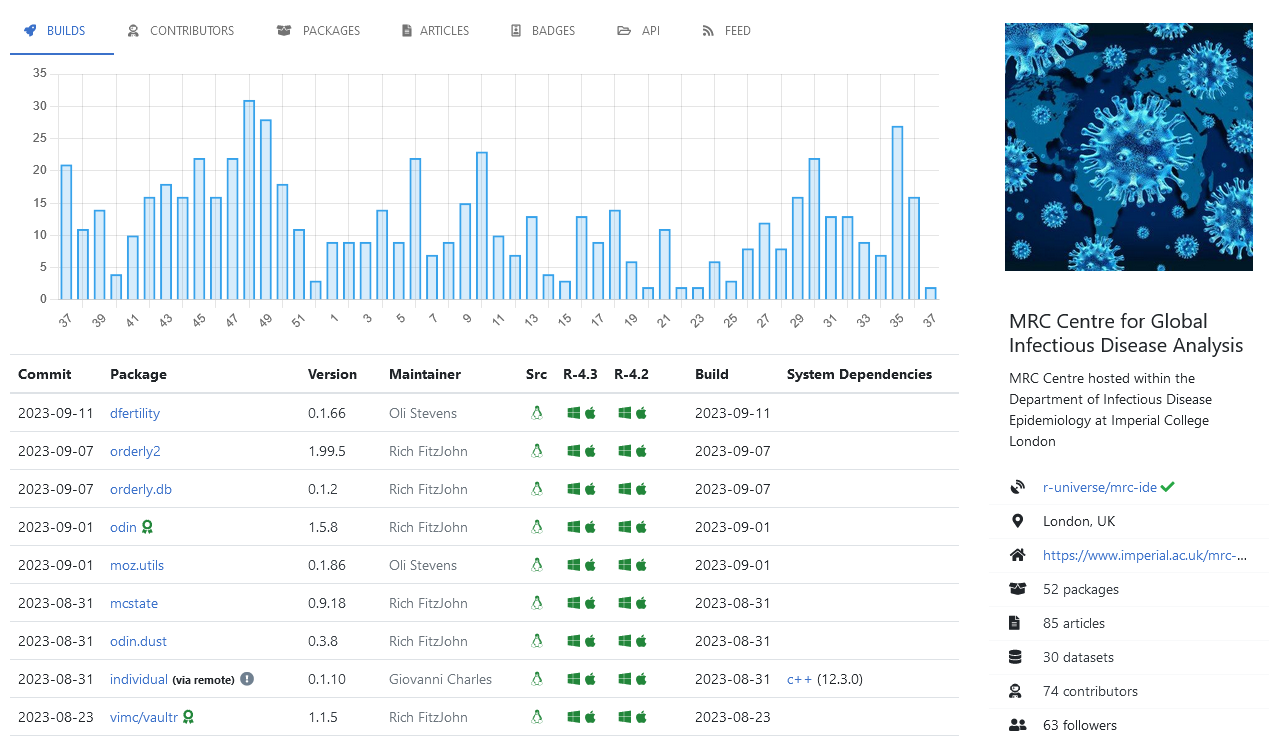 BUILDS CONTRIBUTORS PACKAGES ARTICLES BADGES API FEED
35
30
25
20
15
10
5
0
37 39 41 43 45 47 49 51 1 3 5 7 9 11 13 15 17 19 21 23 25 27 29 31 33 35 37
Commit Package Version Maintainer Src R-4.3 R-4.2 Build System Dependencies
2023-09-11 dfertility 0.1.66 Oli Stevens 2023-09-11
2023-09-07 orderly2 1.99.5 Rich FitzJohn 2023-09-07
2023-09-07 orderly.db 0.1.2 Rich FitzJohn 2023-09-07
2023-09-01 odin 1.5.8 Rich FitzJohn 2023-09-01
2023-09-01 moz.utils 0.1.86 Oli Stevens 2023-09-01
2023-08-31 mcstate 0.9.18 Rich FitzJohn 2023-08-31
2023-08-31 odin.dust 0.3.8 Rich FitzJohn 2023-08-31
2023-08-31 individual (via remote) 0.1.10 Giovanni Charles 2023-08-31 c++ (12.3.0)
2023-08-23 vimc/vaultr 1.1.5 Rich FitzJohn 2023-08-23
MRC Centre for Global
Infectious Disease Analysis
MRC Centre hosted within the
Department of Infectious Disease
Epidemiology at Imperial College
London
r-universe/mrc-ide
London, UK
https://www.imperial.ac.uk/mrc-...
52 packages
85 articles
30 datasets
74 contributors
63 followers